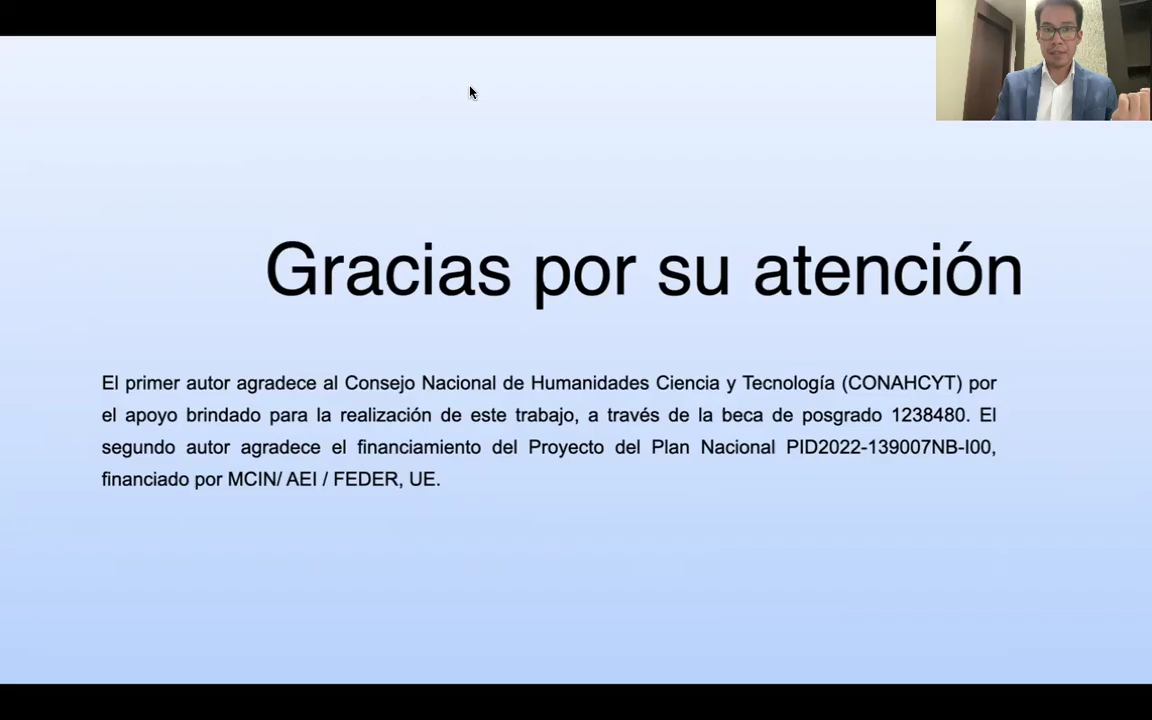 Gracias por su atención
El primer autor agradece al Consejo Nacional de Humanidades Ciencia y Tecnología (CONAHCYT) por
el apoyo brindado para la realización de este trabajo, a través de la beca de posgrado 1238480. El
segundo autor agradece el financiamiento del Proyecto del Plan Nacional PID2022-139007NB-I00,
financiado por MCIN/ AEI / FEDER, UE.